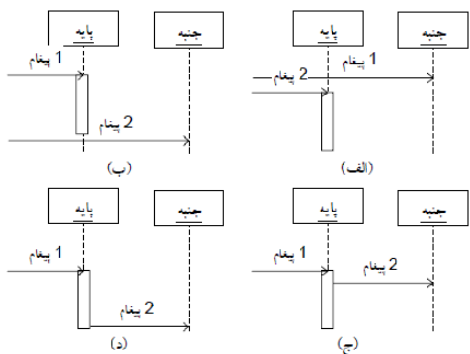 جنبه
پایه
پیغام 1
پیغام 2
(الف)
جنبه
پایه
پیغام 1
پیغام 2
(ب)
جنبه
پایه
پیغام 1
پیغام 2
(ج)
جنبه
پایه
پیغام 1
پیغام 2
(د)